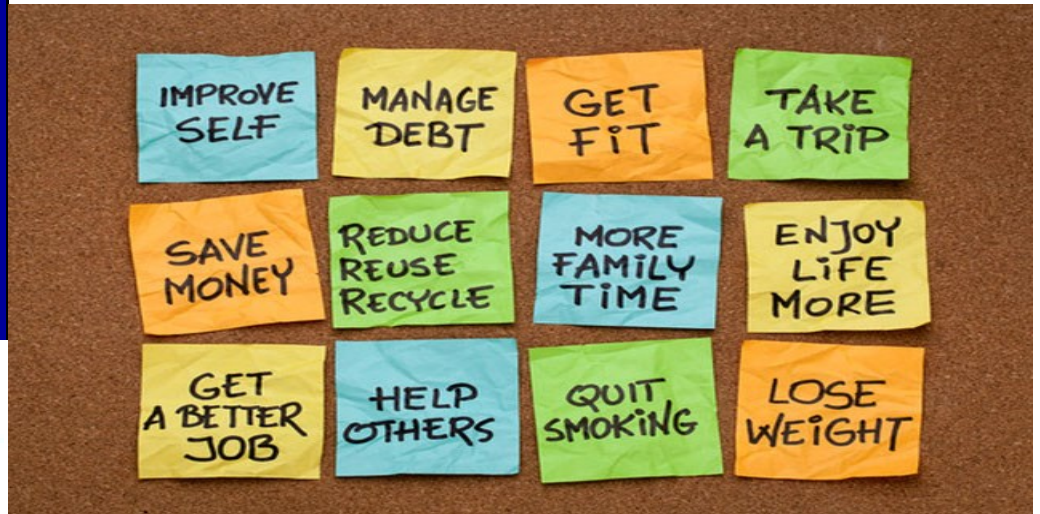 IMPROVE
SELF
MANAGE
DEBT
GET
FiT
TAKE
A TRiP
SAVE
MONEY
REDUCE
REUSE
RECYCLE
MORE
FAMiLY
TiME
ENJOY
LiFE
MORE
GET
A BETTER
JOB
HELP
OTHERS
QUiT
SMOKiNG
LOSE
WEiGHT